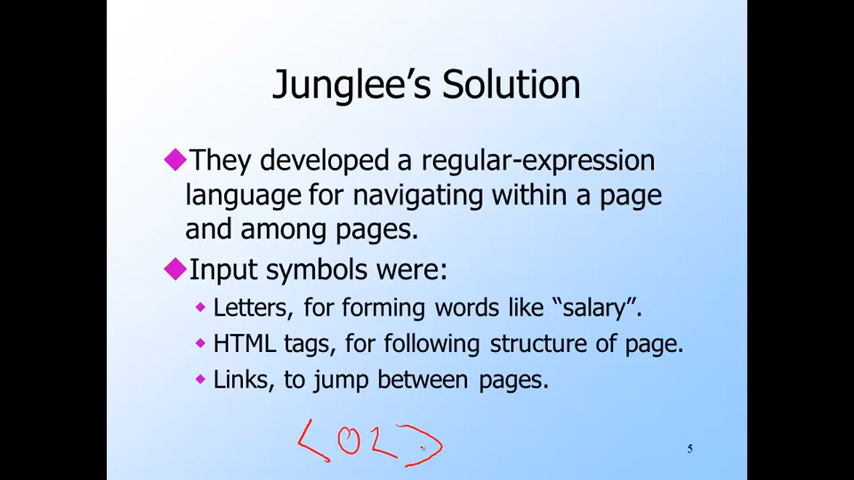 Junglee’s Solution
They developed a regular-expression
language for navigating within a page
and among pages.
Input symbols were:
Letters, for forming words like “salary”.
HTML tags, for following structure of page.
Links, to jump between pages.
<OL>
5